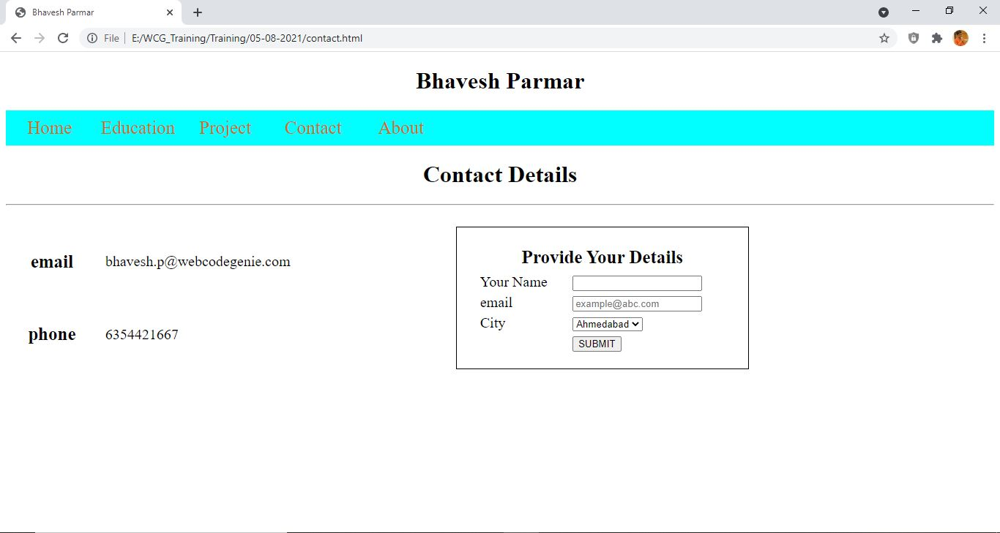 Bhavesh Parmar
File | E:/WCG_Training/Training/05-08-2021/contact.html
Bhavesh Parmar
Home Education Project Contact About
Contact Details
email bhavesh.p@webcodegenie.com
phone 6354421667
Provide Your Details
Your Name
email example@abc.com
City Ahmedabad
SUBMIT